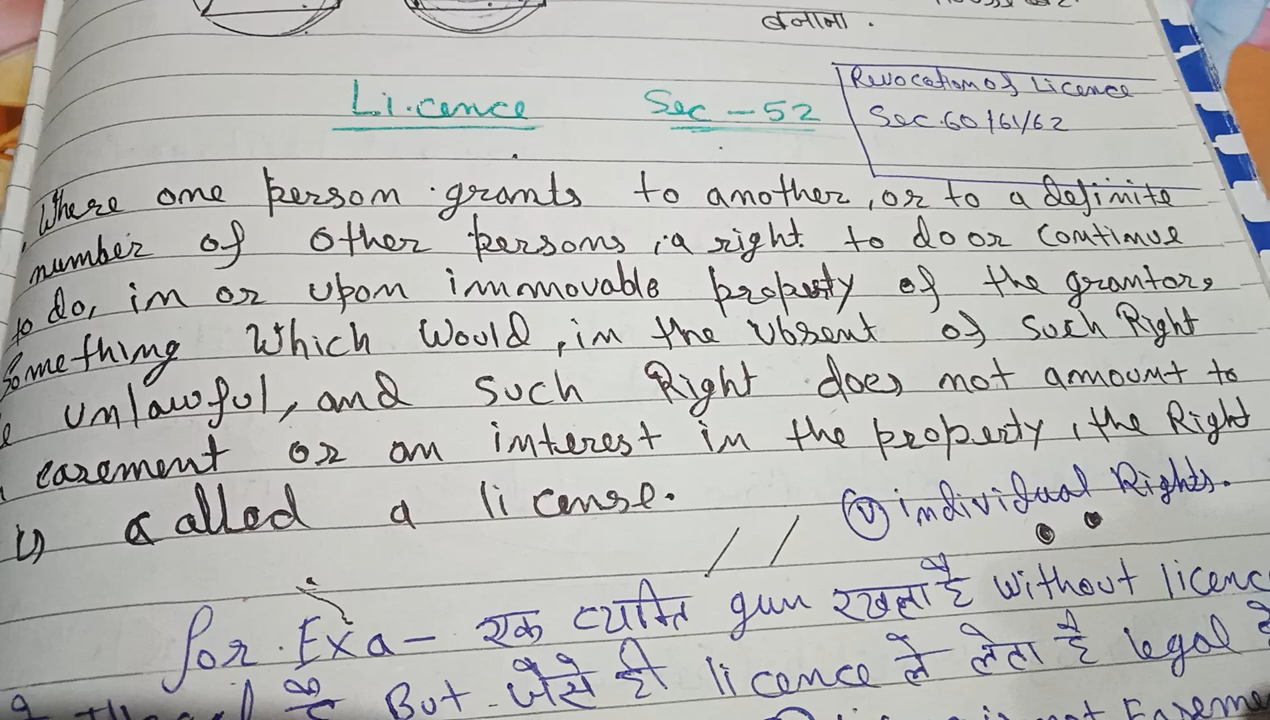 बनाना .
Licence Sec - 52
Revocation of Licence
Sec. 60/61/62
Where one person grants to another, or to a definite
number of other persons, a right to do or continue
to do, in or upon immovable property of the grantor,
Something Which Would, in the Absent of Such Right
unlawful, and Such Right does not amount to
easement or an interest in the property, the Right
is called a license.
(V) individual Rights.
for Exa - एक व्यक्ति gun रखता है without licenc
है But जैसे ही licence ले लेता है legal
is not Easeme